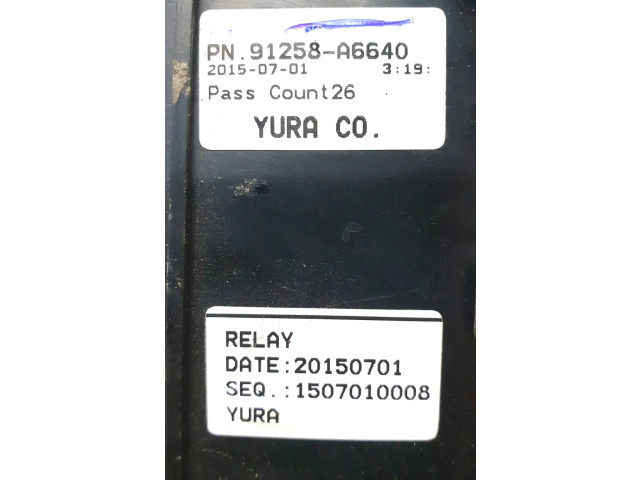 PN.91258-A6640
2015-07-01 3:19:
Pass Count26
YURA CO.
RELAY
DATE:20150701
SEQ.:1507010008
YURA